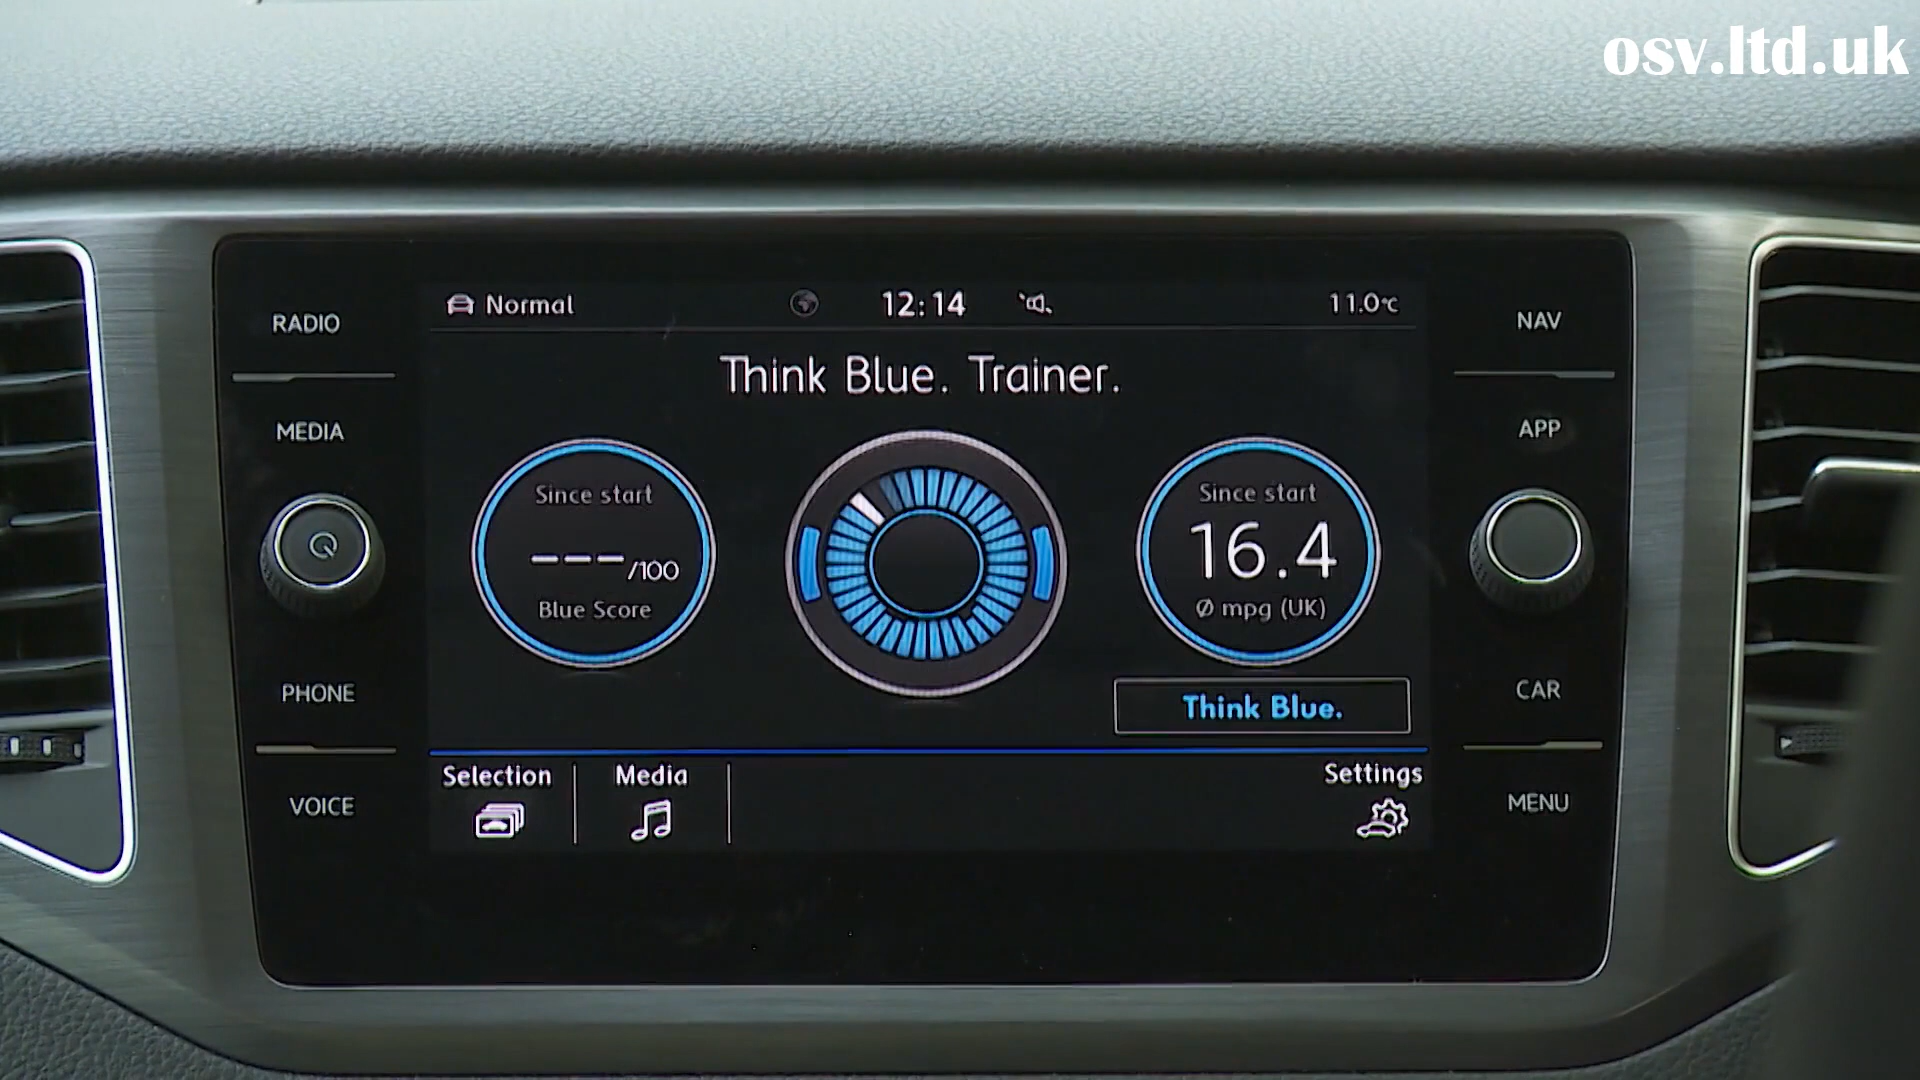 osv.ltd.uk
Normal
12:14
11.0°C
RADIO
NAV
Think Blue. Trainer.
MEDIA
APP
Since start
---/100
Blue Score
Since start
16.4
Ø mpg (UK)
PHONE
CAR
Think Blue.
Selection
Media
Settings
VOICE
MENU